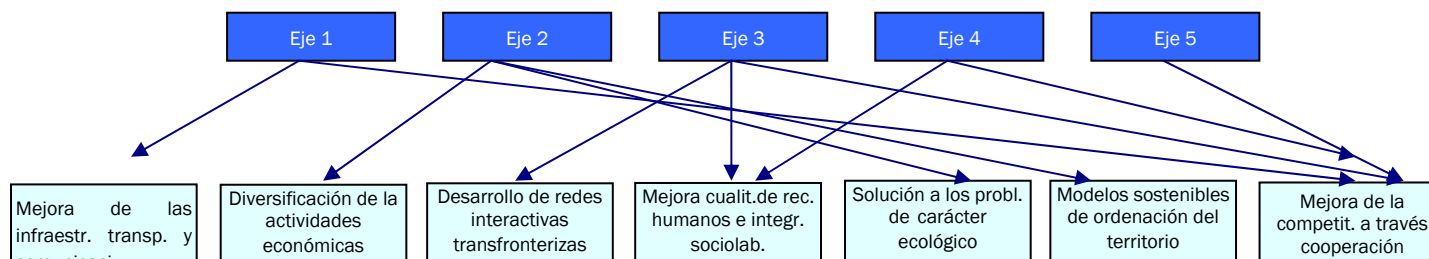 Eje 1
Eje 2
Eje 3
Eje 4
Eje 5
Mejora de las
infraestr. transp. y
Diversificación de la
actividades
económicas
Desarrollo de redes
interactivas
transfronterizas
Mejora cualit.de rec.
humanos e integr.
sociolab.
Solución a los probl.
de carácter
ecológico
Modelos sostenibles
de ordenación del
territorio
Mejora de la
competit. a través
cooperación